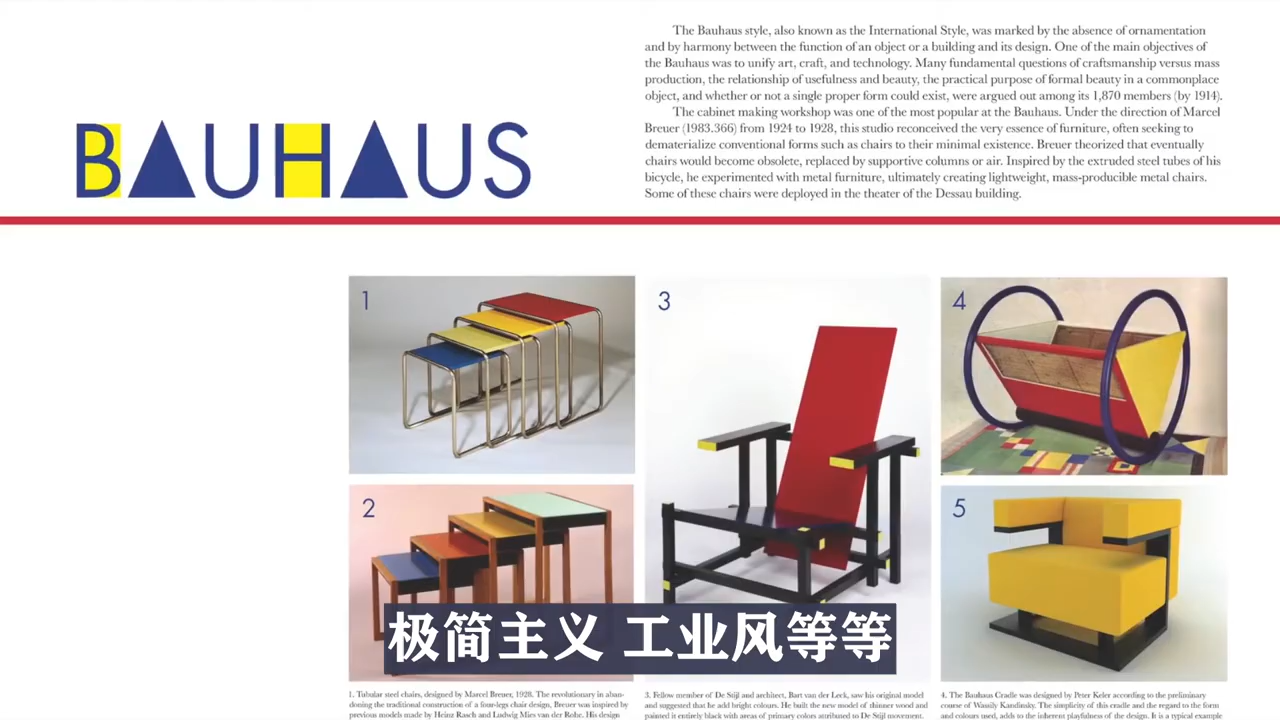 BAUHAUS
The Bauhaus style, also known as the International Style, was marked by the absence of ornamentation
and by harmony between the function of an object or a building and its design. One of the main objectives of
the Bauhaus was to unify art, craft, and technology. Many fundamental questions of craftsmanship versus mass
production, the relationship of usefulness and beauty, the practical purpose of formal beauty in a commonplace
object, and whether or not a single proper form could exist, were argued out among its 1,870 members (by 1914).
The cabinet making workshop was one of the most popular at the Bauhaus. Under the direction of Marcel
Breuer (1983.366) from 1924 to 1928, this studio reconceived the very essence of furniture, often seeking to
dematerialize conventional forms such as chairs to their minimal existence. Breuer theorized that eventually
chairs would become obsolete, replaced by supportive columns or air. Inspired by the extruded steel tubes of his
bicycle, he experimented with metal furniture, ultimately creating lightweight, mass-producible metal chairs.
Some of these chairs were deployed in the theater of the Dessau building.
1
2
3
4
5
极简主义 工业风等等
1. Tubular steel chairs, designed by Marcel Breuer, 1928. The revolutionary in aban-
doning the traditional construction of a four-legs chair design, Breuer was inspired by
previous models made by Heinz Rasch and Ludwig Mies van der Rohe. His design
3. Fellow member of De Stijl and architect, Bart van der Leck, saw his original model
and suggested that he add bright colours. He built the new model of thinner wood and
painted it entirely black with areas of primary colors attributed to De Stijl movement.
4. The Bauhaus Cradle was designed by Peter Keler according to the preliminary
course of Wassily Kandinsky. The simplicity of this cradle and the regard to the form
and colours used, adds to the inherent playfulness of the design. It is a typical example